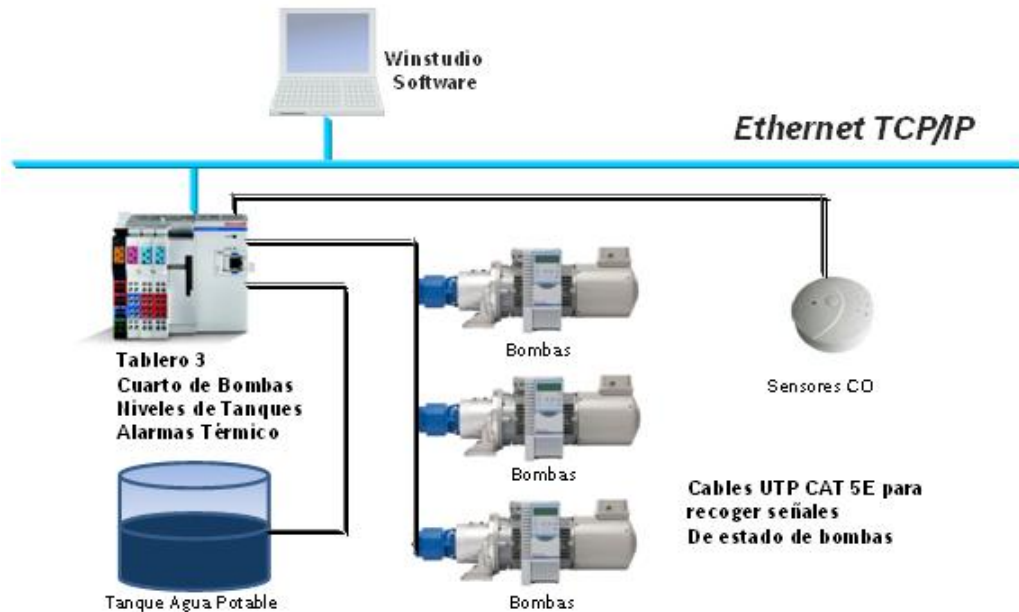 Winstudio
Software
Ethernet TCP/IP
Tablero 3
Cuarto de Bombas
Niveles de Tanques
Alarmas Térmico
Bombas
Sensores CO
Bombas
Cables UTP CAT 5E para
recoger señales
De estado de bombas
Tanque Agua Potable
Bombas